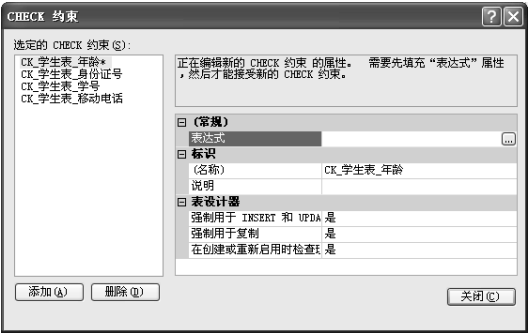 CHECK 约束
选定的 CHECK 约束(S):
CK_学生表_年龄*
CK_学生表_身份证号
CK_学生表_学号
CK_学生表_移动电话
正在编辑新的 CHECK 约束 的属性。 需要先填充“表达式”属性
,然后才能接受新的 CHECK 约束。
(常规)
表达式
标识
(名称) CK_学生表_年龄
说明
表设计器
强制用于 INSERT 和 UPDA 是
强制用于复制 是
在创建或重新启用时检查 是
添加(A) 删除(D)
关闭(C)